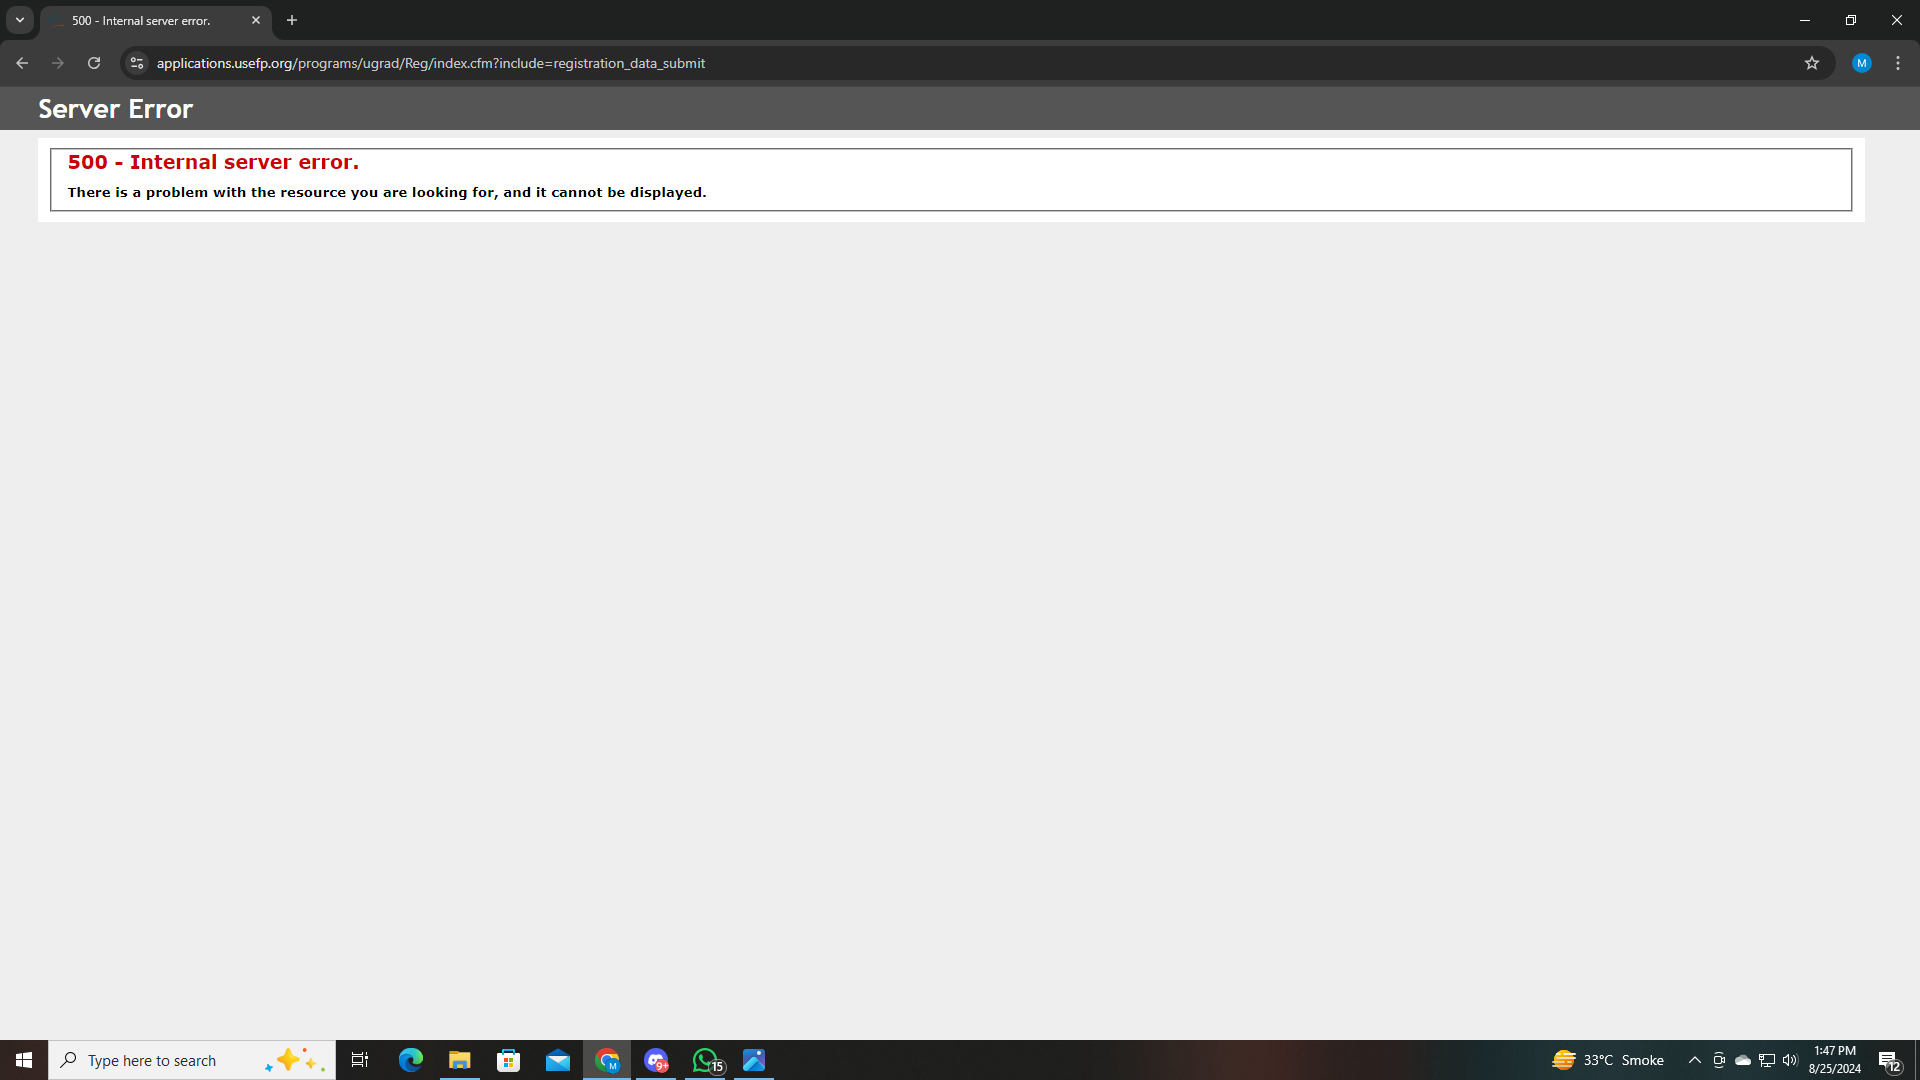 500 - Internal server error.
applications.usefp.org/programs/ugrad/Reg/index.cfm?include=registration_data_submit
M
Server Error
500 - Internal server error.
There is a problem with the resource you are looking for, and it cannot be displayed.
Type here to search
M
9+
15
33°C Smoke
1:47 PM
8/25/2024
12